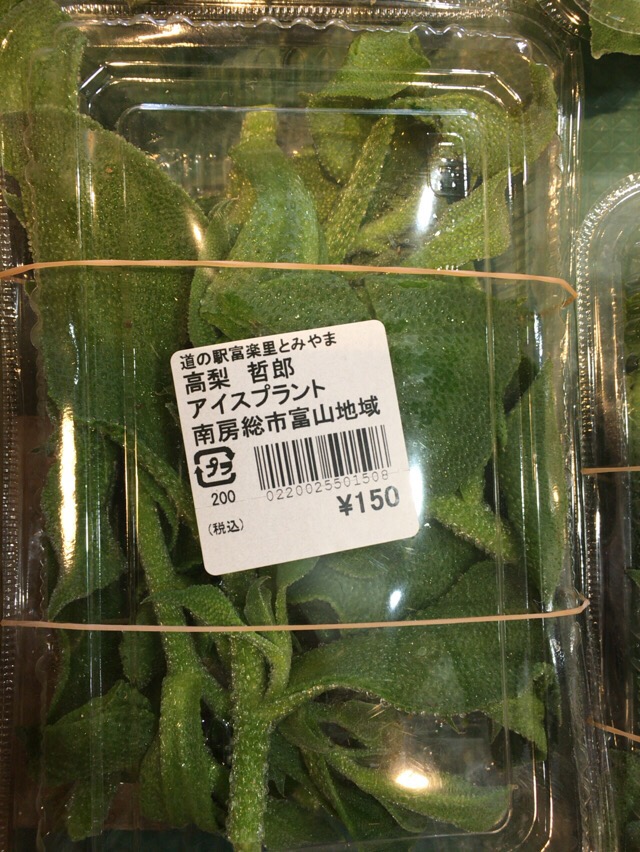 道の駅富楽里とみやま
高梨 哲郎
アイスプラント
南房総市富山地域
プラ
200
0220025501508
¥150
(税込)